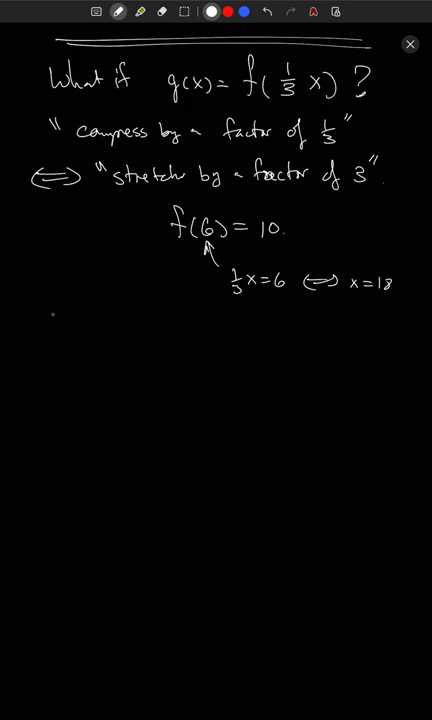 What if g(x) = f( 1/3 x ) ?
" compress by a factor of 1/3 "
⟺ " stretch by a factor of 3 ".
f(6) = 10.
1/3 x = 6 ⟺ x = 18